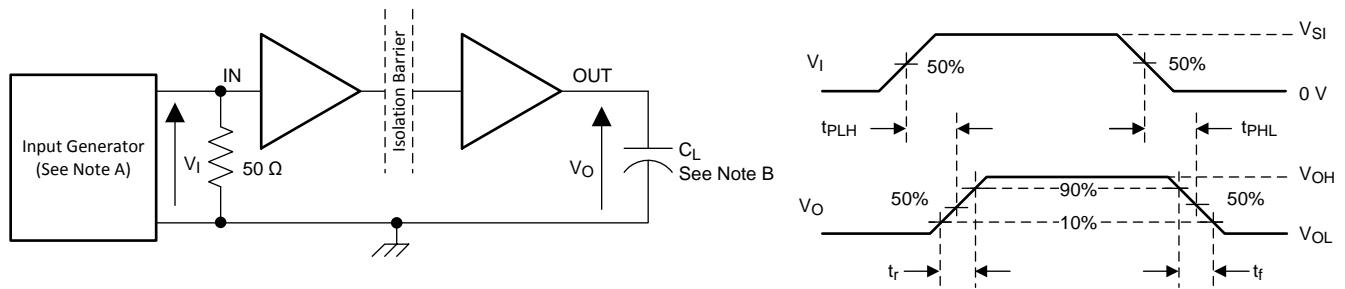 Input Generator
(See Note A)
V_I
IN
50 Ω
Isolation Barrier
OUT
V_O
C_L
See Note B
V_I
50%
50%
V_SI
0 V
t_PLH
t_PHL
V_O
50%
90%
10%
50%
V_OH
V_OL
t_r
t_f